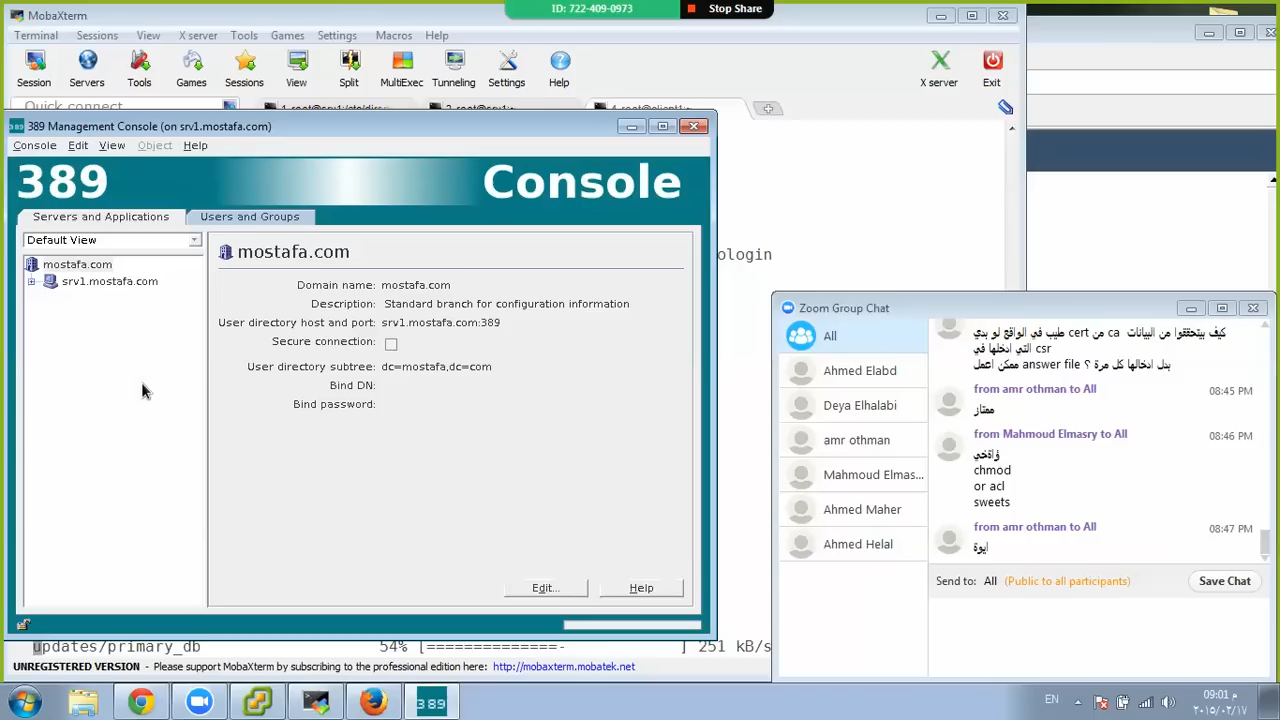 ID: 722-409-0973
Stop Share
MobaXterm
Terminal Sessions View X server Tools Games Settings Macros Help
Session Servers Tools Games Sessions View Split MultiExec Tunneling Settings Help X server Exit
Quick connect
389 Management Console (on srv1.mostafa.com)
Console Edit View Object Help
389 Console
Servers and Applications Users and Groups
Default View
mostafa.com
srv1.mostafa.com
mostafa.com
Domain name: mostafa.com
Description: Standard branch for configuration information
User directory host and port: srv1.mostafa.com:389
Secure connection:
User directory subtree: dc=mostafa,dc=com
Bind DN:
Bind password:
Edit... Help
ologin
updates/primary_db 54% [==============- ] 251 kB/s
UNREGISTERED VERSION - Please support MobaXterm by subscribing to the professional edition here: http://mobaxterm.mobatek.net
Zoom Group Chat
All
Ahmed Elabd
Deya Elhalabi
amr othman
Mahmoud Elmas...
Ahmed Maher
Ahmed Helal
كيف بيتحققوا من البيانات ca من cert طيب في الواقع لو بدي
التي ادخلها في csr
بدل ادخالها كل مرة ؟ answer file ممكن اعمل
from amr othman to All 08:45 PM
ممتاز
from Mahmoud Elmasry to All 08:46 PM
chmod
or acl
sweets
from amr othman to All 08:47 PM
ايوة
Send to: All (Public to all participants) Save Chat
389
EN
09:01 م
٢٠١٥/٠٢/١٧